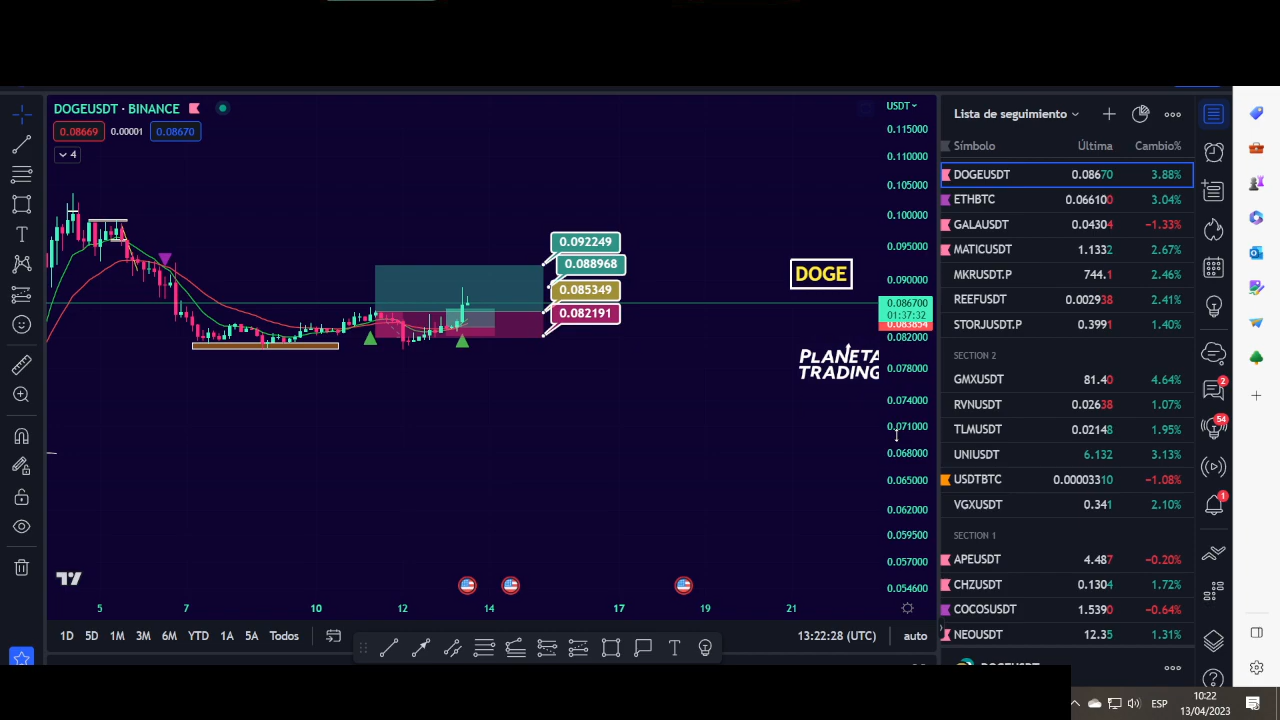 DOGEUSDT · BINANCE
0.08669 0.00001 0.08670
4
USDT
0.115000
0.110000
0.105000
0.100000
0.095000
0.090000
0.086700
01:37:32
0.083854
0.082000
0.078000
0.074000
0.071000
0.068000
0.065000
0.062000
0.059500
0.057000
0.054600
0.092249
0.088968
0.085349
0.082191
DOGE
PLANETA
TRADING
5 7 10 12 14 17 19 21
1D 5D 1M 3M 6M YTD 1A 5A Todos
13:22:28 (UTC) auto
Lista de seguimiento
Símbolo Última Cambio%
DOGEUSDT 0.08670 3.88%
ETHBTC 0.066100 3.04%
GALAUSDT 0.04304 −1.33%
MATICUSDT 1.1332 2.67%
MKRUSDT.P 744.1 2.46%
REEFUSDT 0.002938 2.41%
STORJUSDT.P 0.3991 1.40%
SECTION 2
GMXUSDT 81.40 4.64%
RVNUSDT 0.02638 1.07%
TLMUSDT 0.02148 1.95%
UNIUSDT 6.132 3.13%
USDTBTC 0.00003310 −1.08%
VGXUSDT 0.341 2.10%
SECTION 1
APEUSDT 4.487 −0.20%
CHZUSDT 0.1304 1.72%
COCOSUSDT 1.5390 −0.64%
NEOUSDT 12.35 1.31%
DOGEUSDT
2
54
1
ESP
10:22
13/04/2023